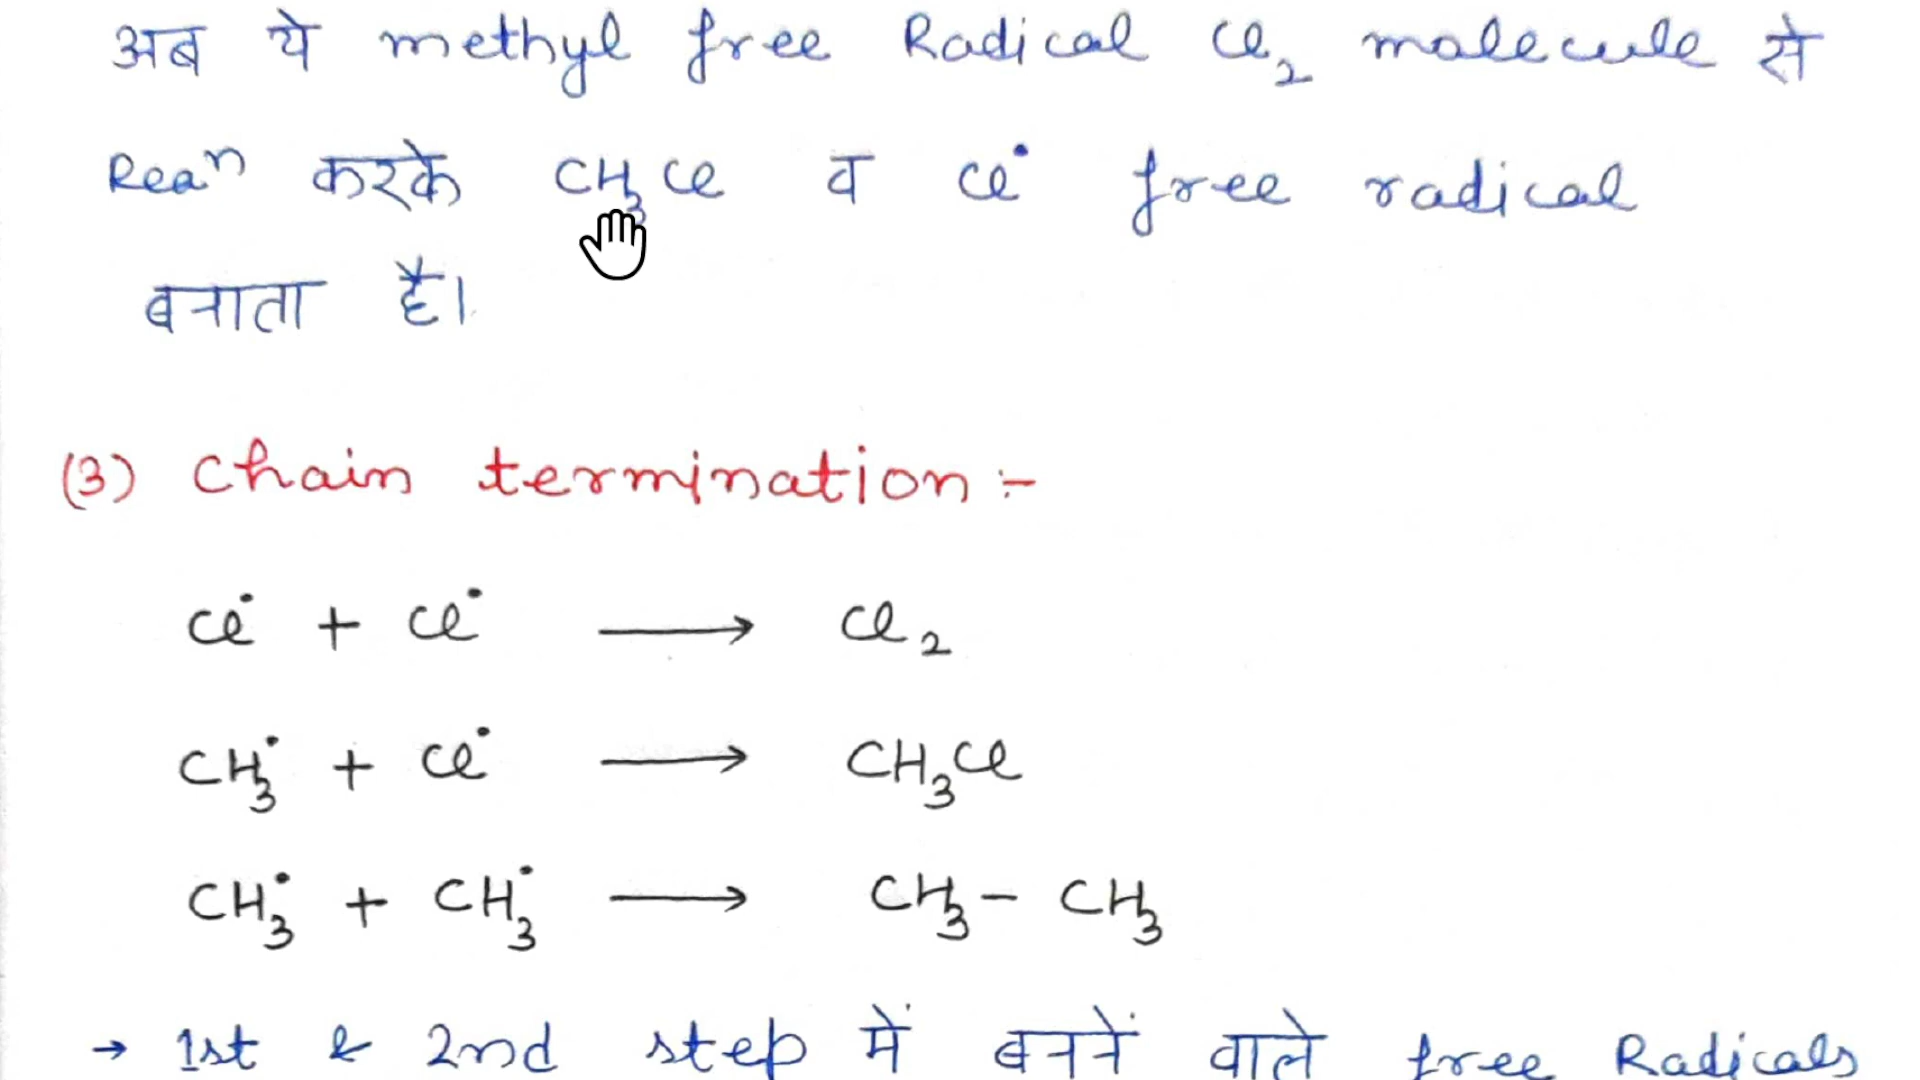 अब ये methyl free Radical Cl₂ malecule से
Reaⁿ करके CH₃Cl व Cl• free radical
बनाता है।
(3) Chain termination :-
Cl• + Cl• ⟶ Cl₂
CH₃• + Cl• ⟶ CH₃Cl
CH₃• + CH₃• ⟶ CH₃ - CH₃
→ 1st & 2nd step में बननें वाले free Radicals